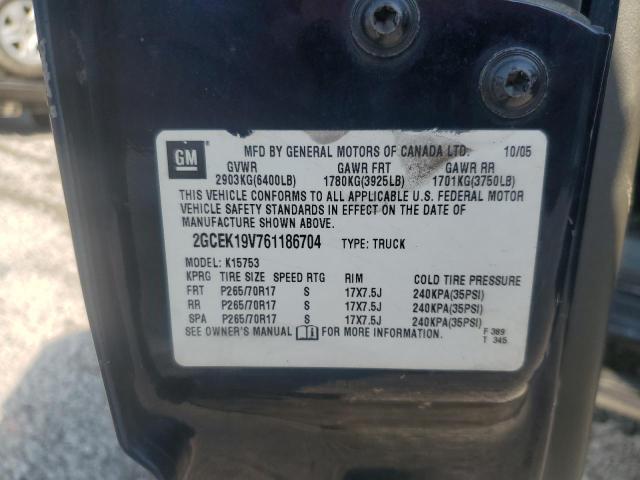 GM
MFD BY GENERAL MOTORS OF CANADA LTD. 10/05
GVWR GAWR FRT GAWR RR
2903KG(6400LB) 1780KG(3925LB) 1701KG(3750LB)
THIS VEHICLE CONFORMS TO ALL APPLICABLE U.S. FEDERAL MOTOR
VEHICLE SAFETY STANDARDS IN EFFECT ON THE DATE OF
MANUFACTURE SHOWN ABOVE.
2GCEK19V761186704 TYPE: TRUCK
MODEL: K15753
KPRG TIRE SIZE SPEED RTG RIM COLD TIRE PRESSURE
FRT P265/70R17 S 17X7.5J 240KPA(35PSI)
RR P265/70R17 S 17X7.5J 240KPA(35PSI)
SPA P265/70R17 S 17X7.5J 240KPA(35PSI)
SEE OWNER'S MANUAL FOR MORE INFORMATION. F 389
T 345